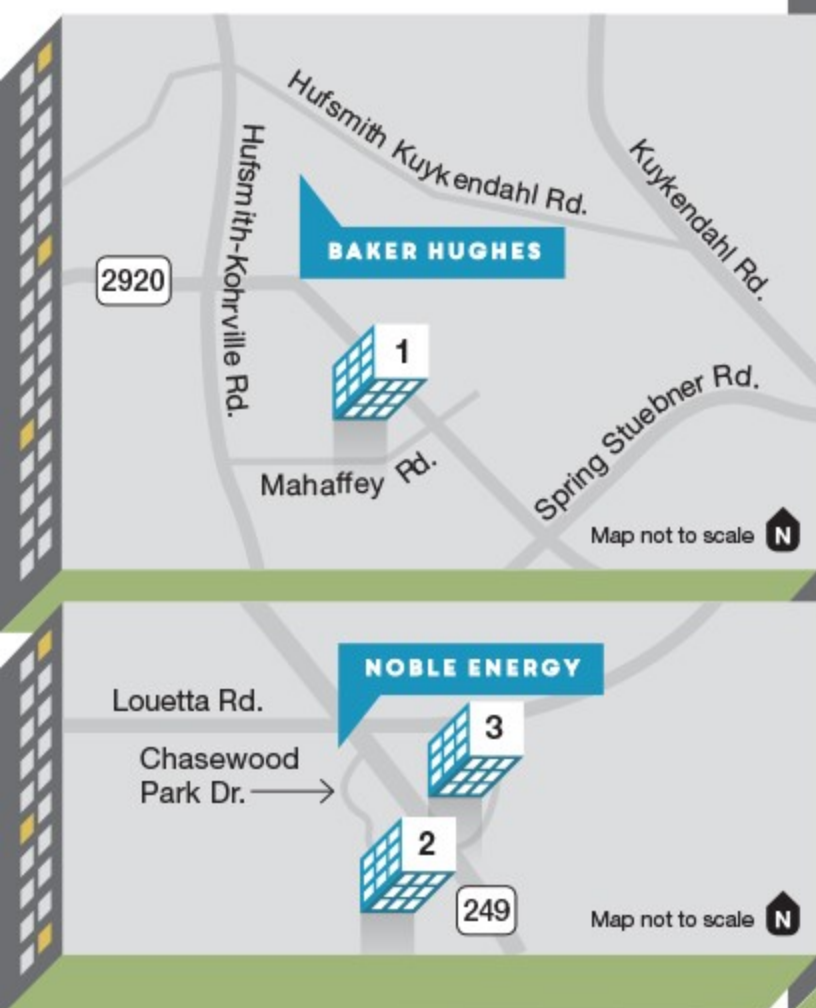 Hufsmith Kuykendahl Rd.
Kuykendahl Rd.
Hufsmith-Kohrville Rd.
BAKER HUGHES
2920
1
Spring Stuebner Rd.
Mahaffey Rd.
Map not to scale N
NOBLE ENERGY
Louetta Rd.
3
Chasewood
Park Dr.
2
249
Map not to scale N